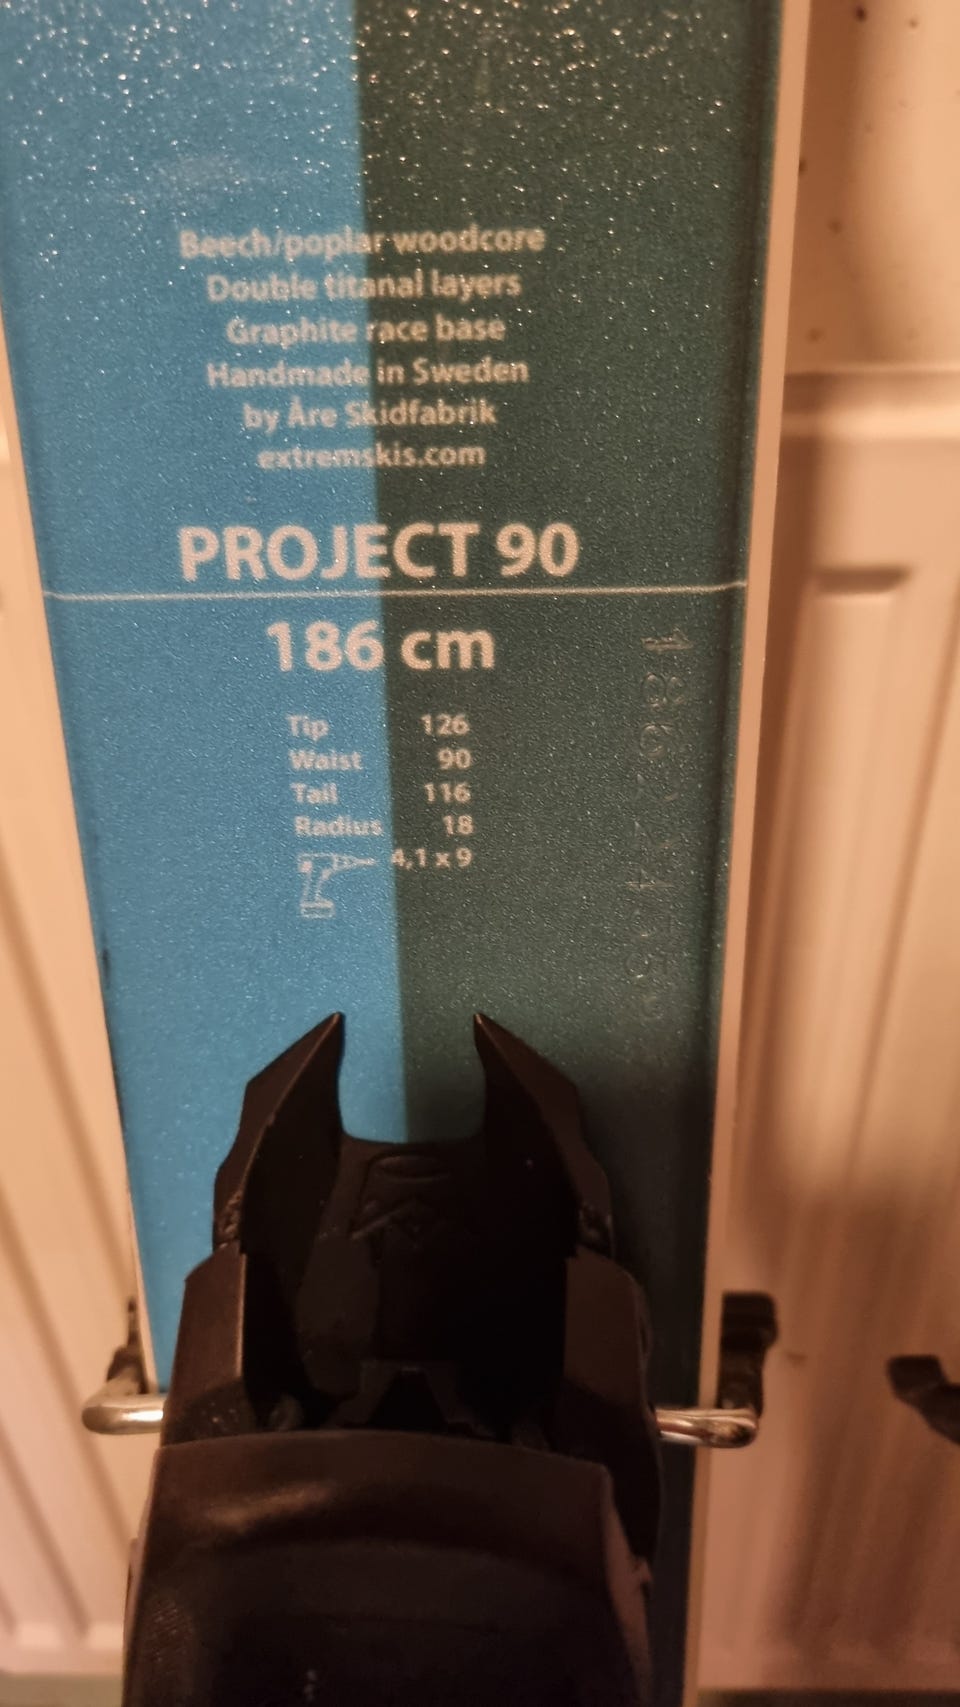 Beech/poplar woodcore
Double titanal layers
Graphite race base
Handmade in Sweden
by Åre Skidfabrik
extremskis.com
PROJECT 90
186 cm
Tip 126
Waist 90
Tail 116
Radius 18
4,1 x 9